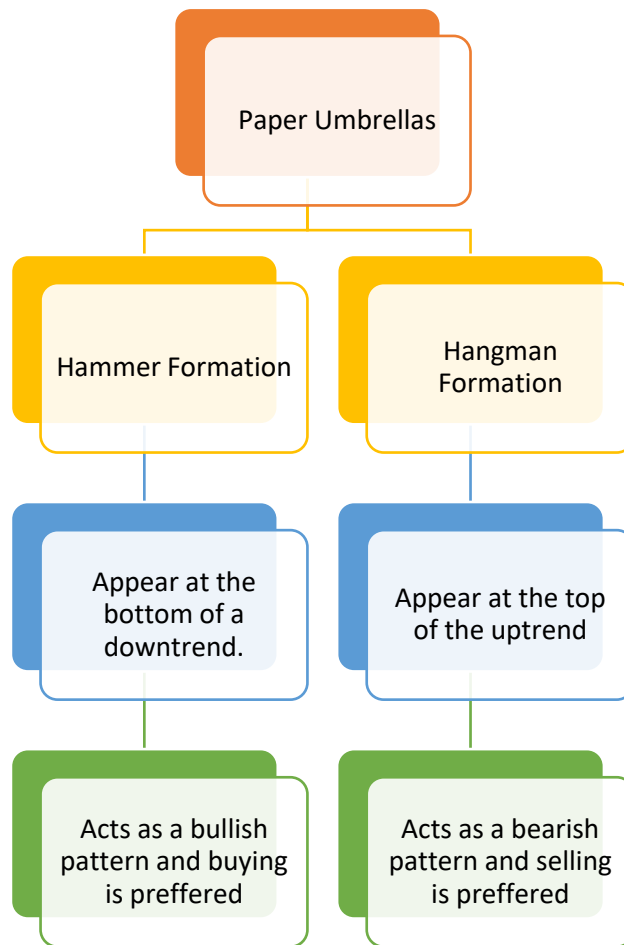 Paper Umbrellas
Hammer Formation
Hangman
Formation
Appear at the
bottom of a
downtrend.
Appear at the top
of the uptrend
Acts as a bullish
pattern and buying
is preffered
Acts as a bearish
pattern and selling
is preffered